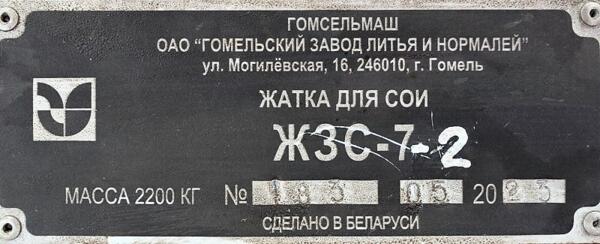 ГОМСЕЛЬМАШ
ОАО "ГОМЕЛЬСКИЙ ЗАВОД ЛИТЬЯ И НОРМАЛЕЙ"
ул. Могилёвская, 16, 246010, г. Гомель
ЖАТКА ДЛЯ СОИ
ЖЗС-7-2
МАССА 2200 КГ № 183 05 2023
СДЕЛАНО В БЕЛАРУСИ